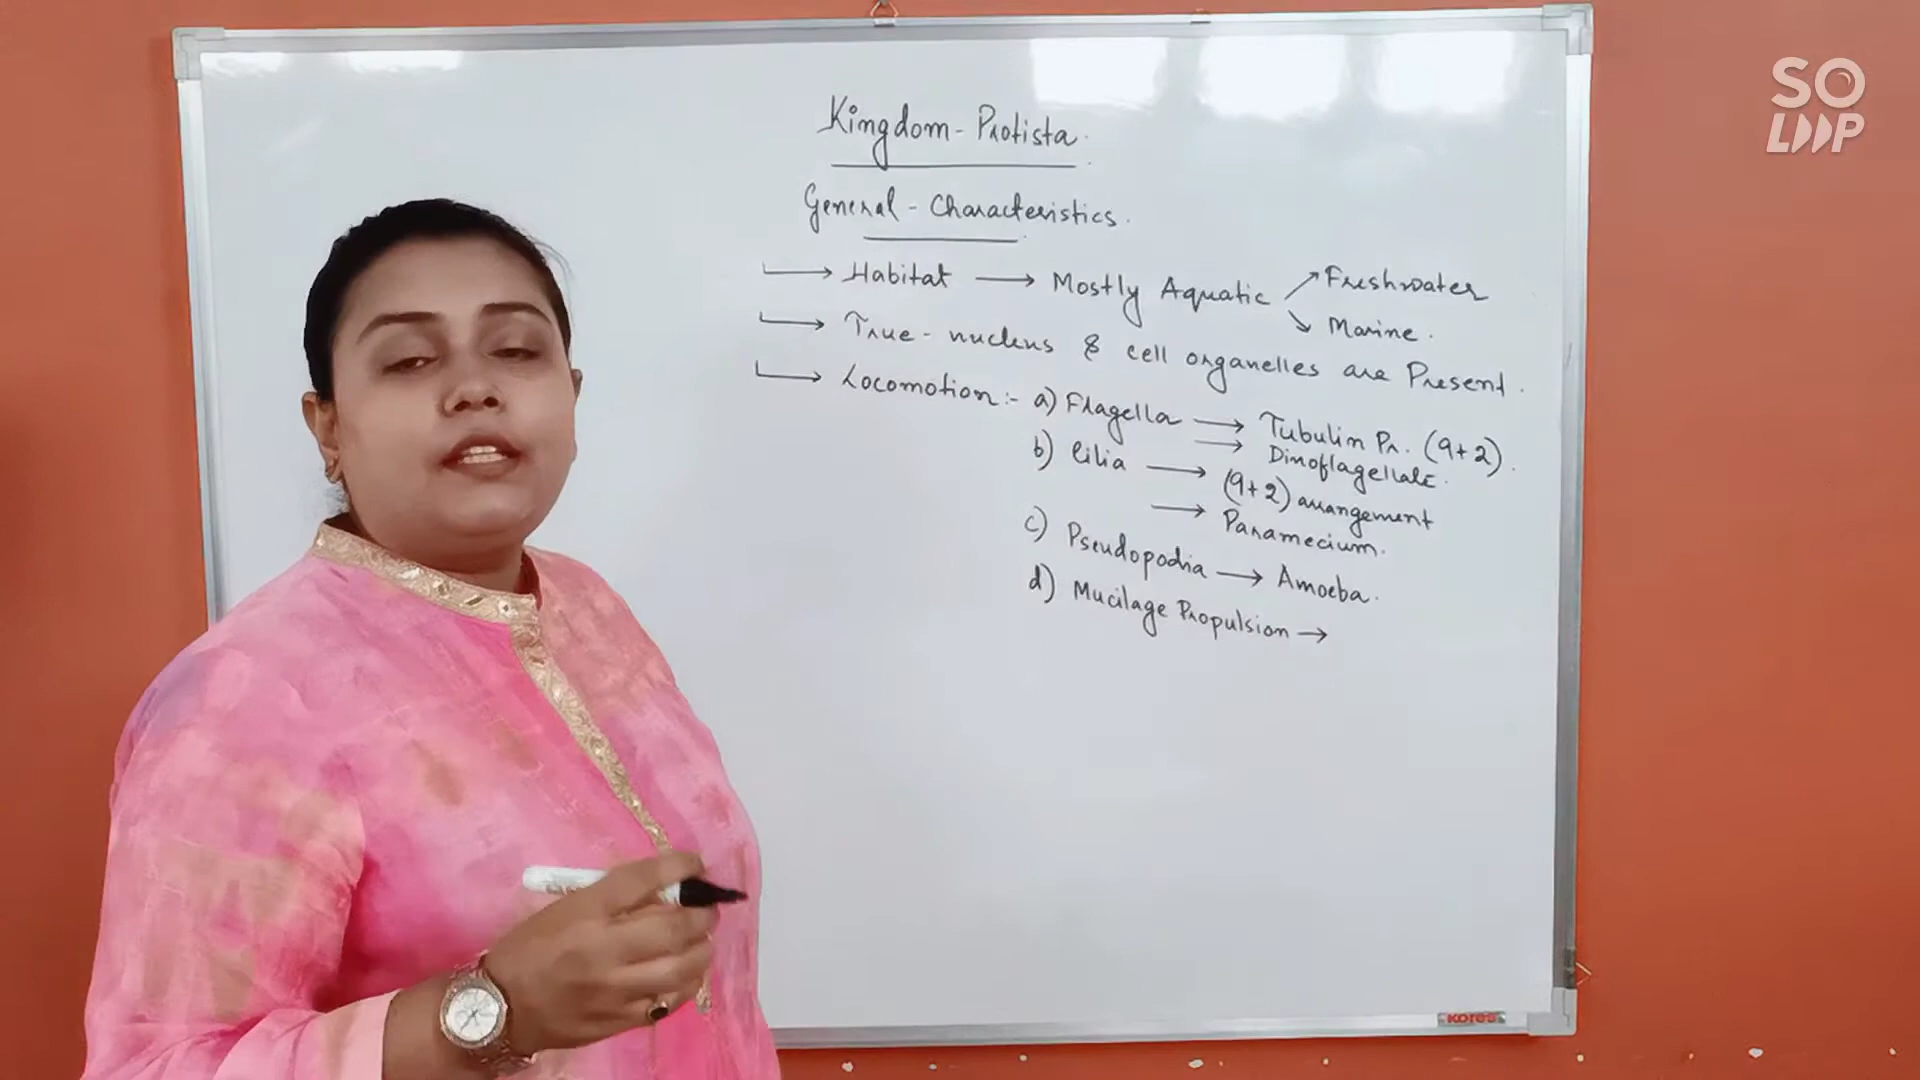 Kingdom - Protista.
General - Characteristics.
→ Habitat → Mostly Aquatic ↗ Freshwater
↘ Marine.
→ True - nucleus & cell organelles are Present.
→ Locomotion :- a) Flagella → Tubulin Pr. (9+2).
→ Dinoflagellate.
b) Cilia → (9+2) arrangement
→ Paramecium.
c) Pseudopodia → Amoeba.
d) Mucilage Propulsion →
SO
LOOP
KORES